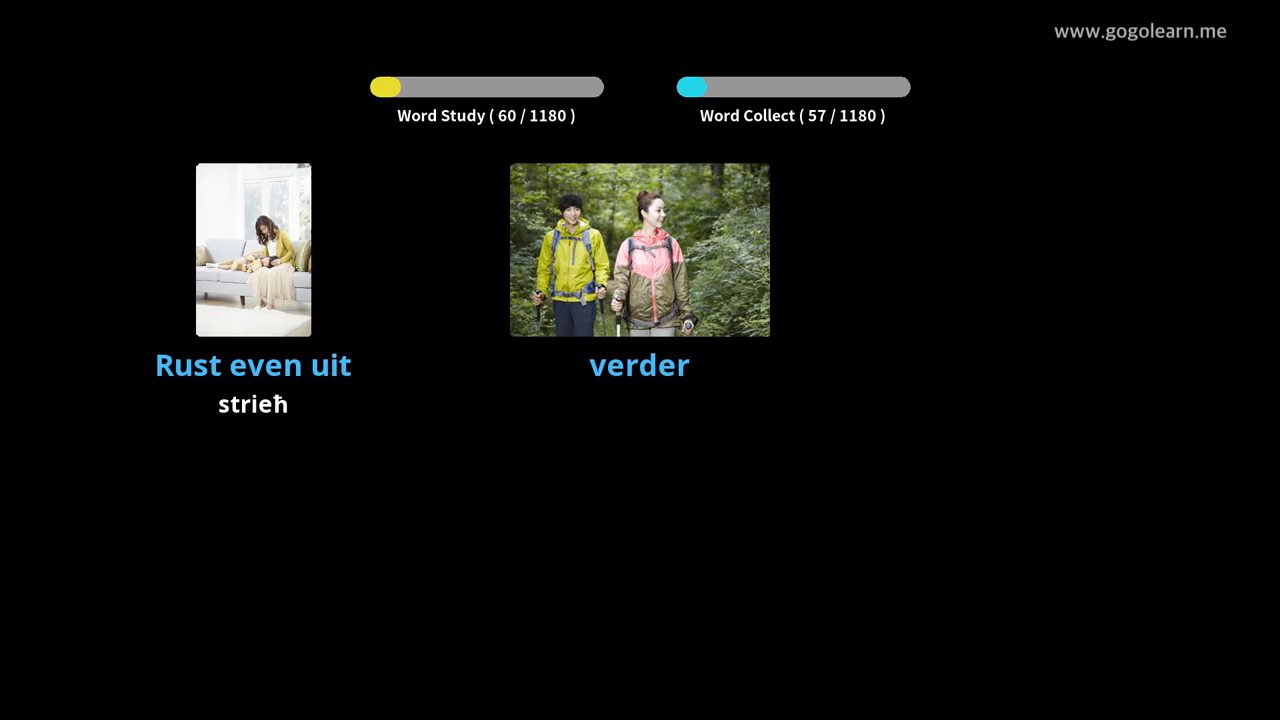 www.gogolearn.me
Word Study ( 60 / 1180 )
Word Collect ( 57 / 1180 )
Rust even uit
strieħ
verder